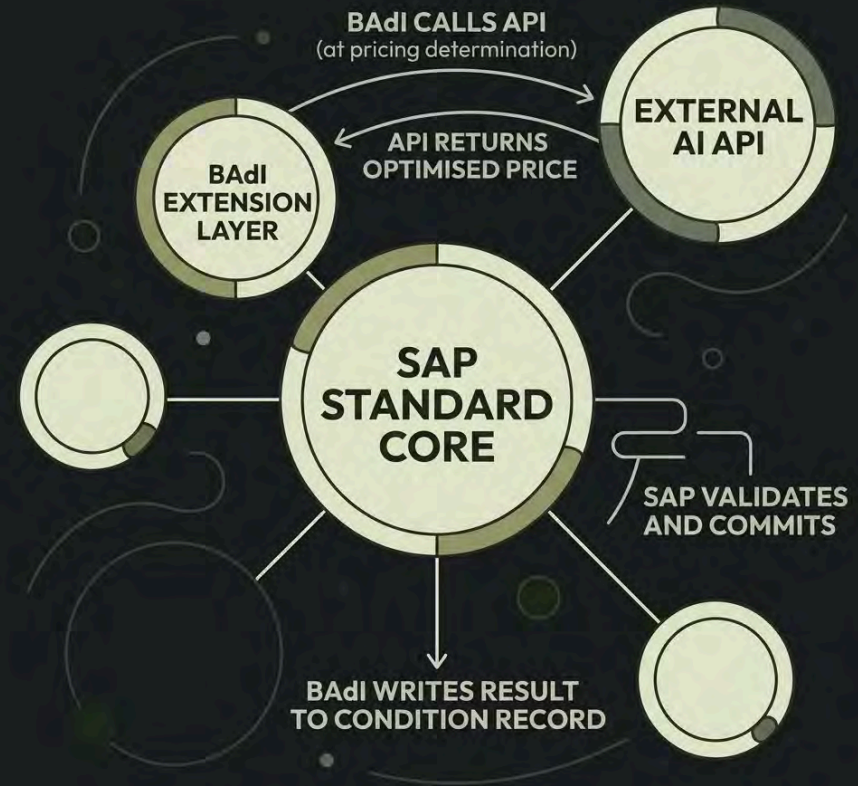 BAdI CALLS API
(at pricing determination)
EXTERNAL
AI API
API RETURNS
OPTIMISED PRICE
BAdI
EXTENSION
LAYER
SAP
STANDARD
CORE
SAP VALIDATES
AND COMMITS
BAdI WRITES RESULT
TO CONDITION RECORD